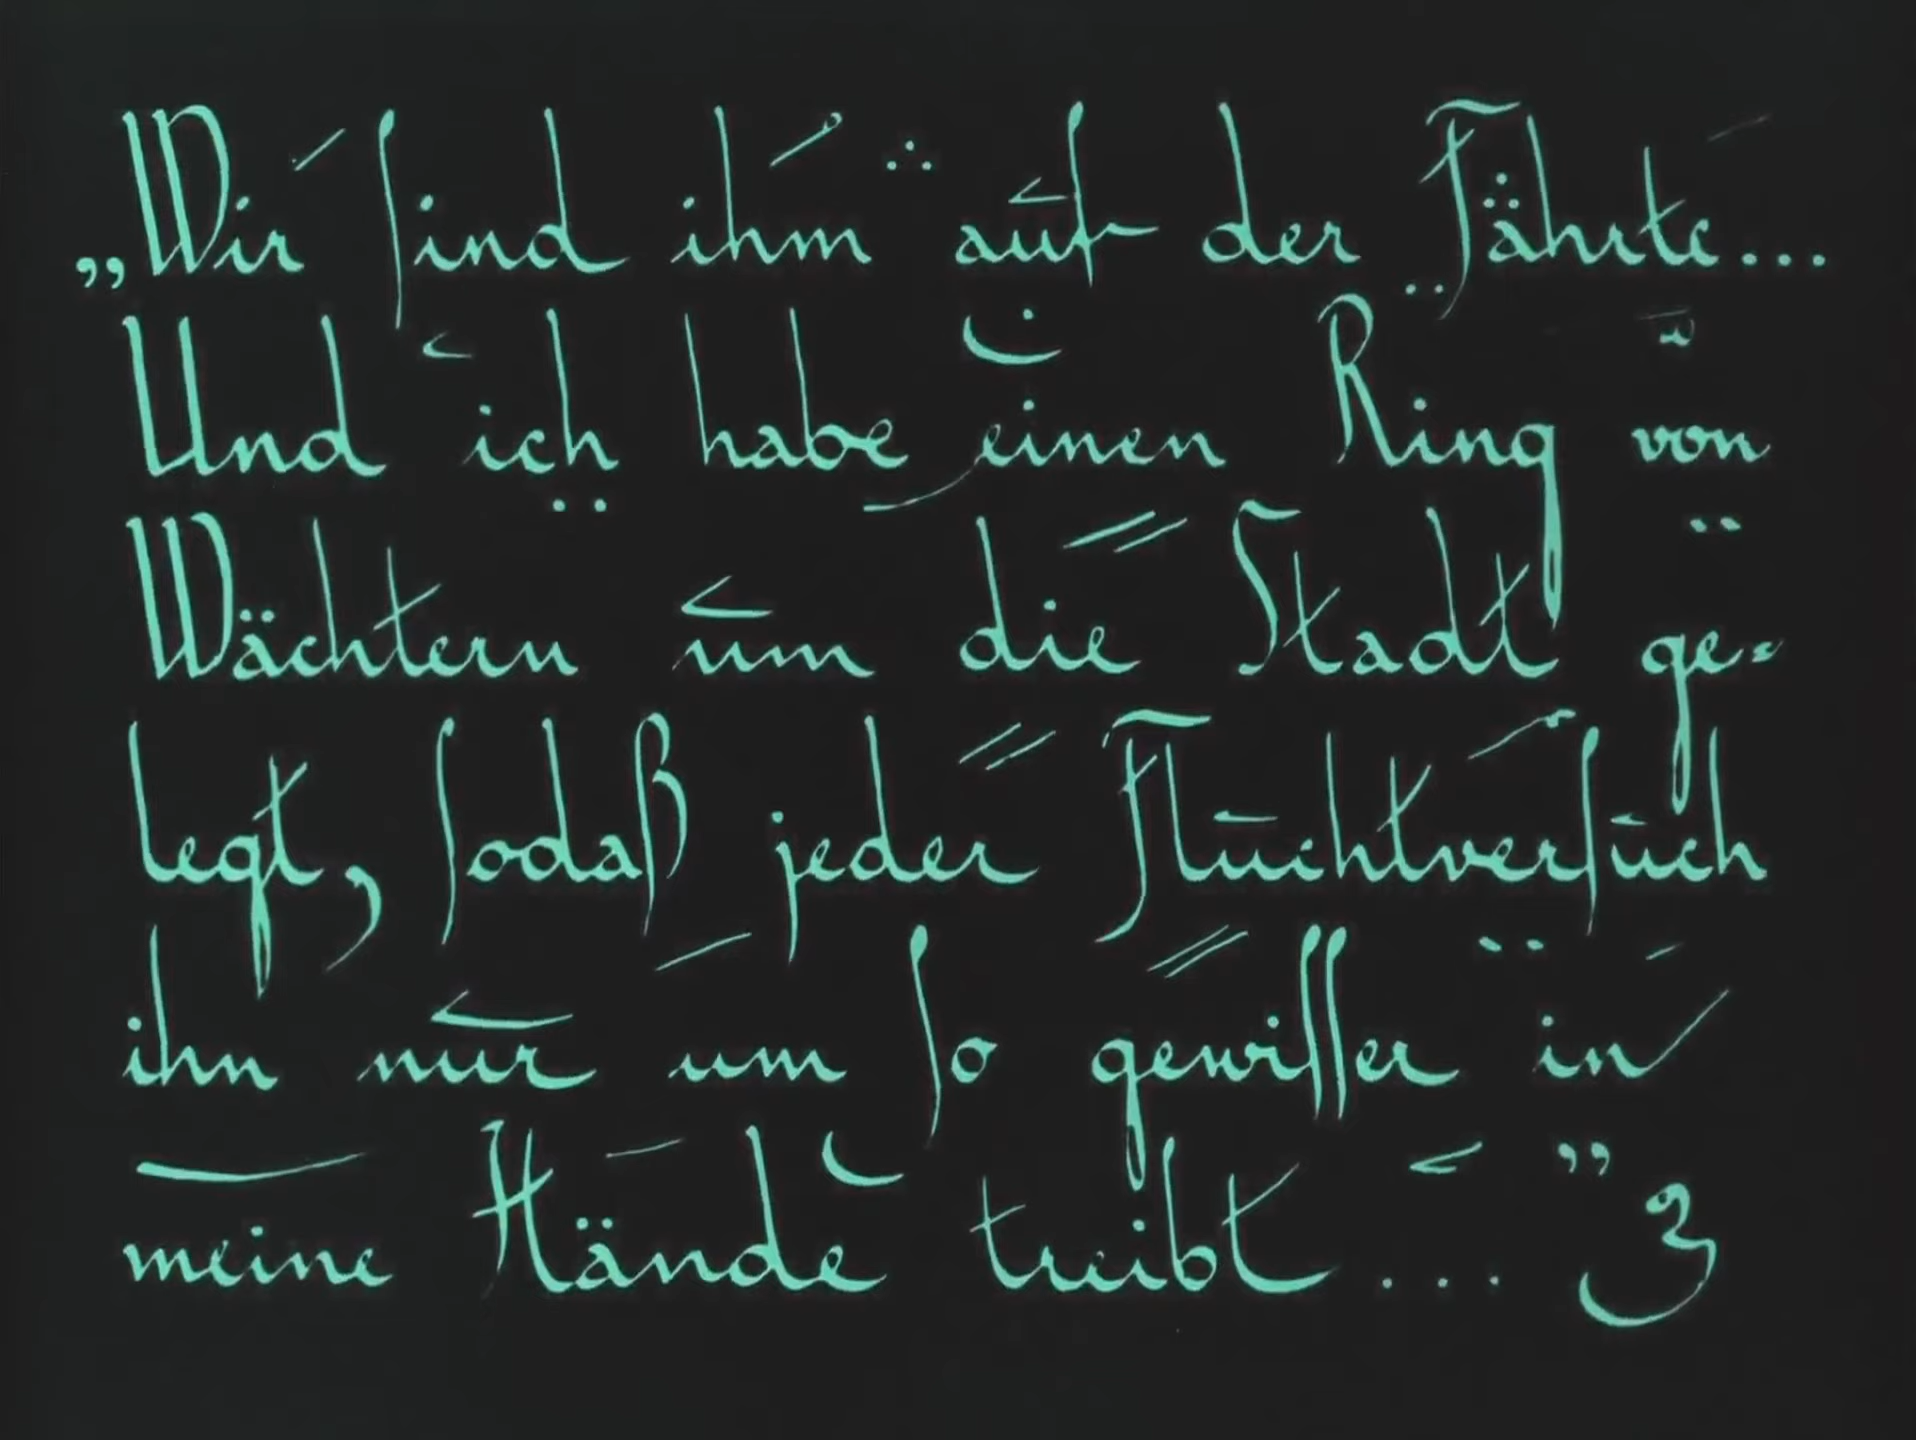 „Wir ſind ihm auf der Fährte...
Und ich habe einen Ring von
Wächtern um die Stadt ge-
legt, ſodaß jeder Fluchtverſuch
ihn nur um ſo gewiſſer in
meine Hände treibt..." 3